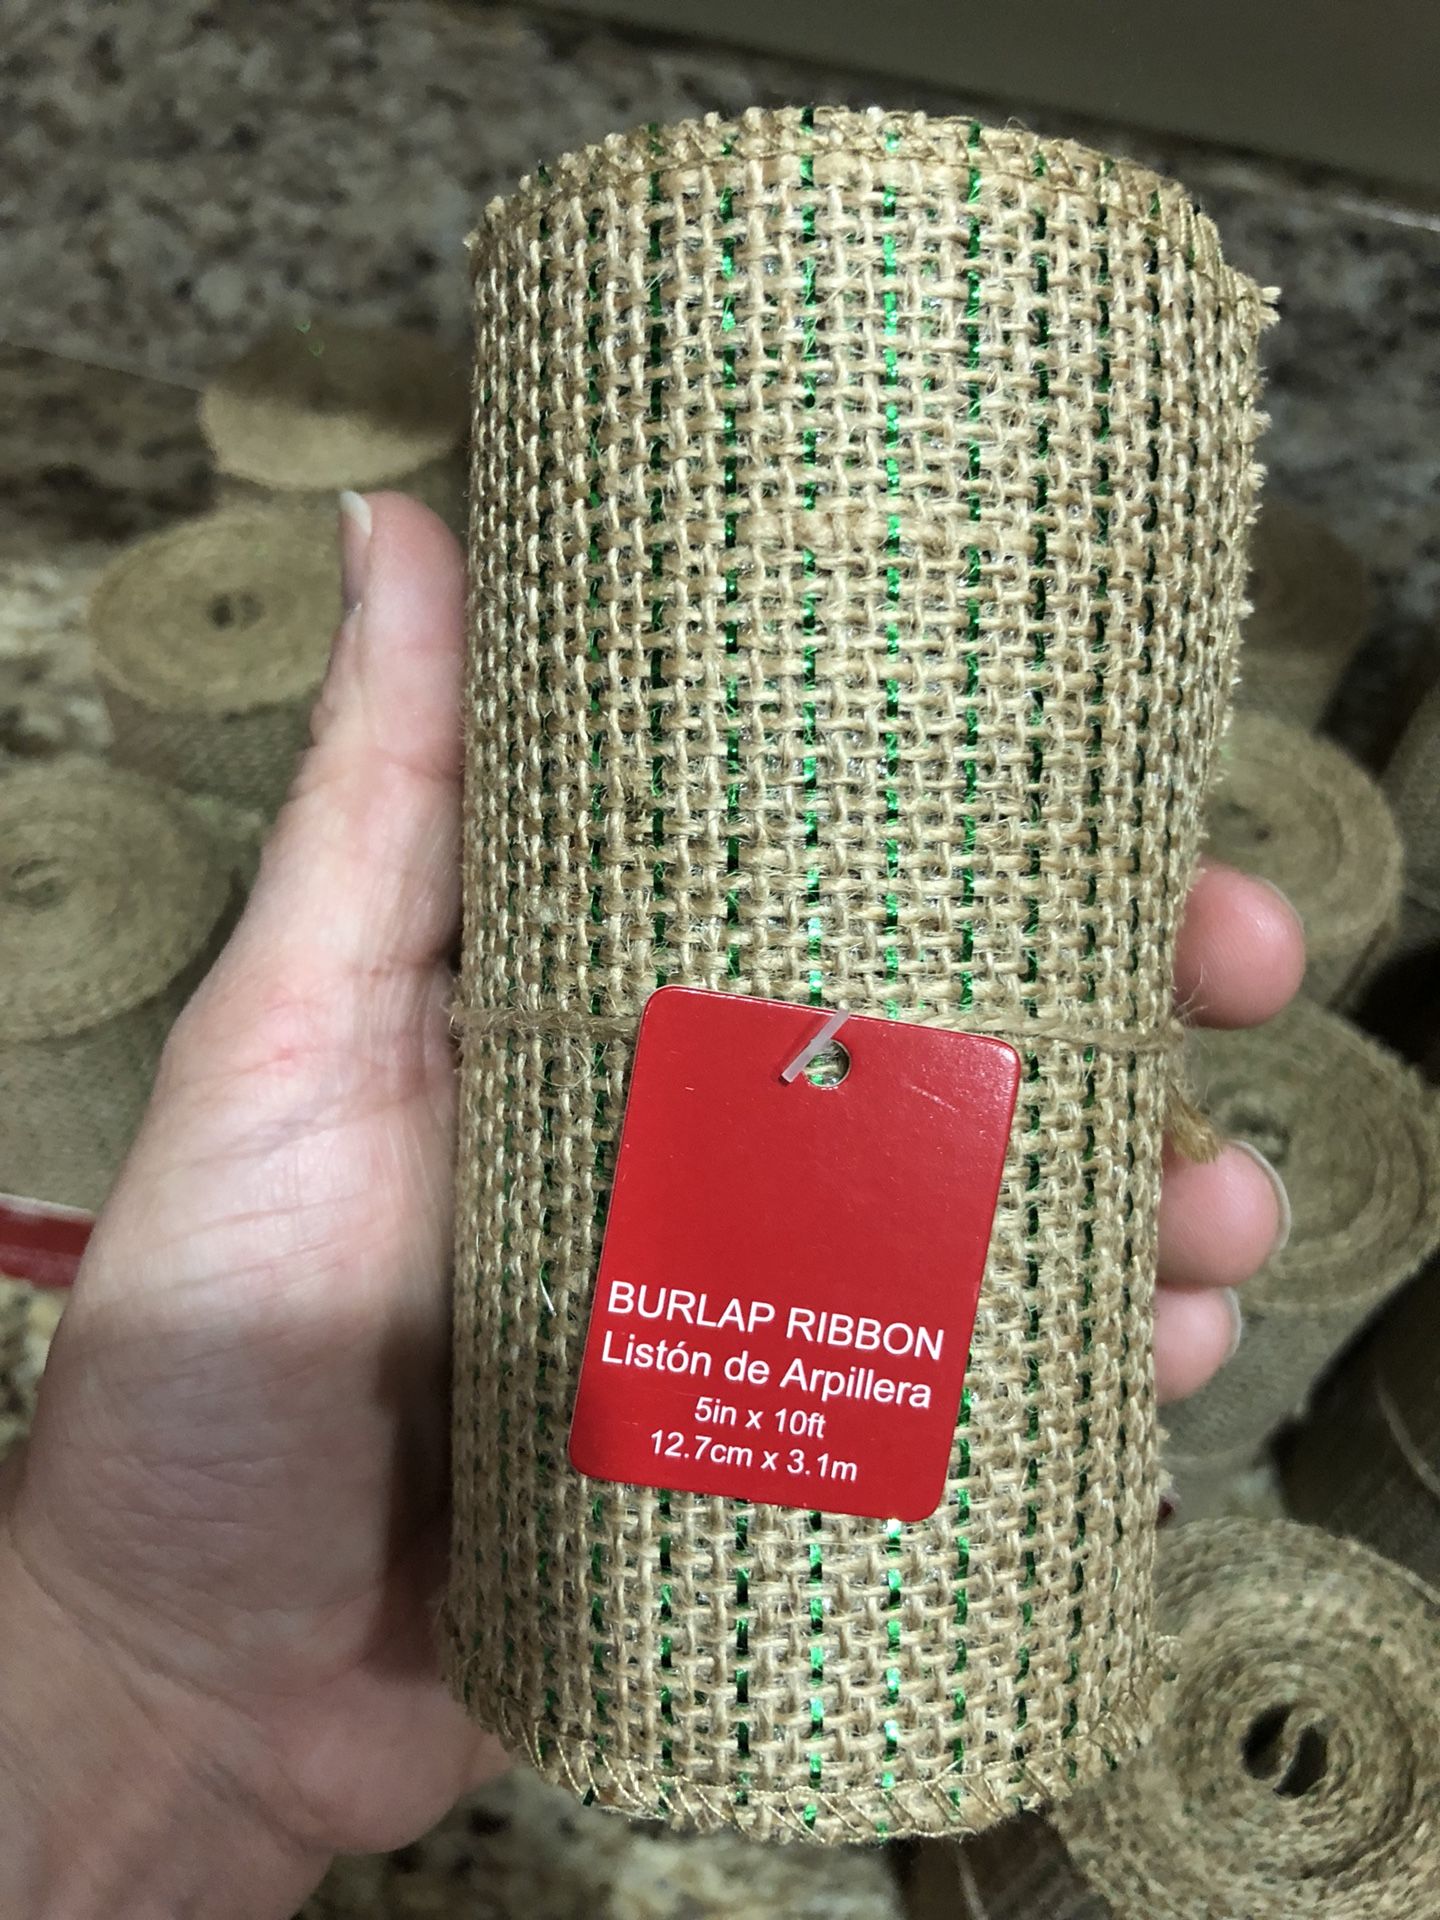 BURLAP RIBBON
Listón de Arpillera
5in x 10ft
12.7cm x 3.1m